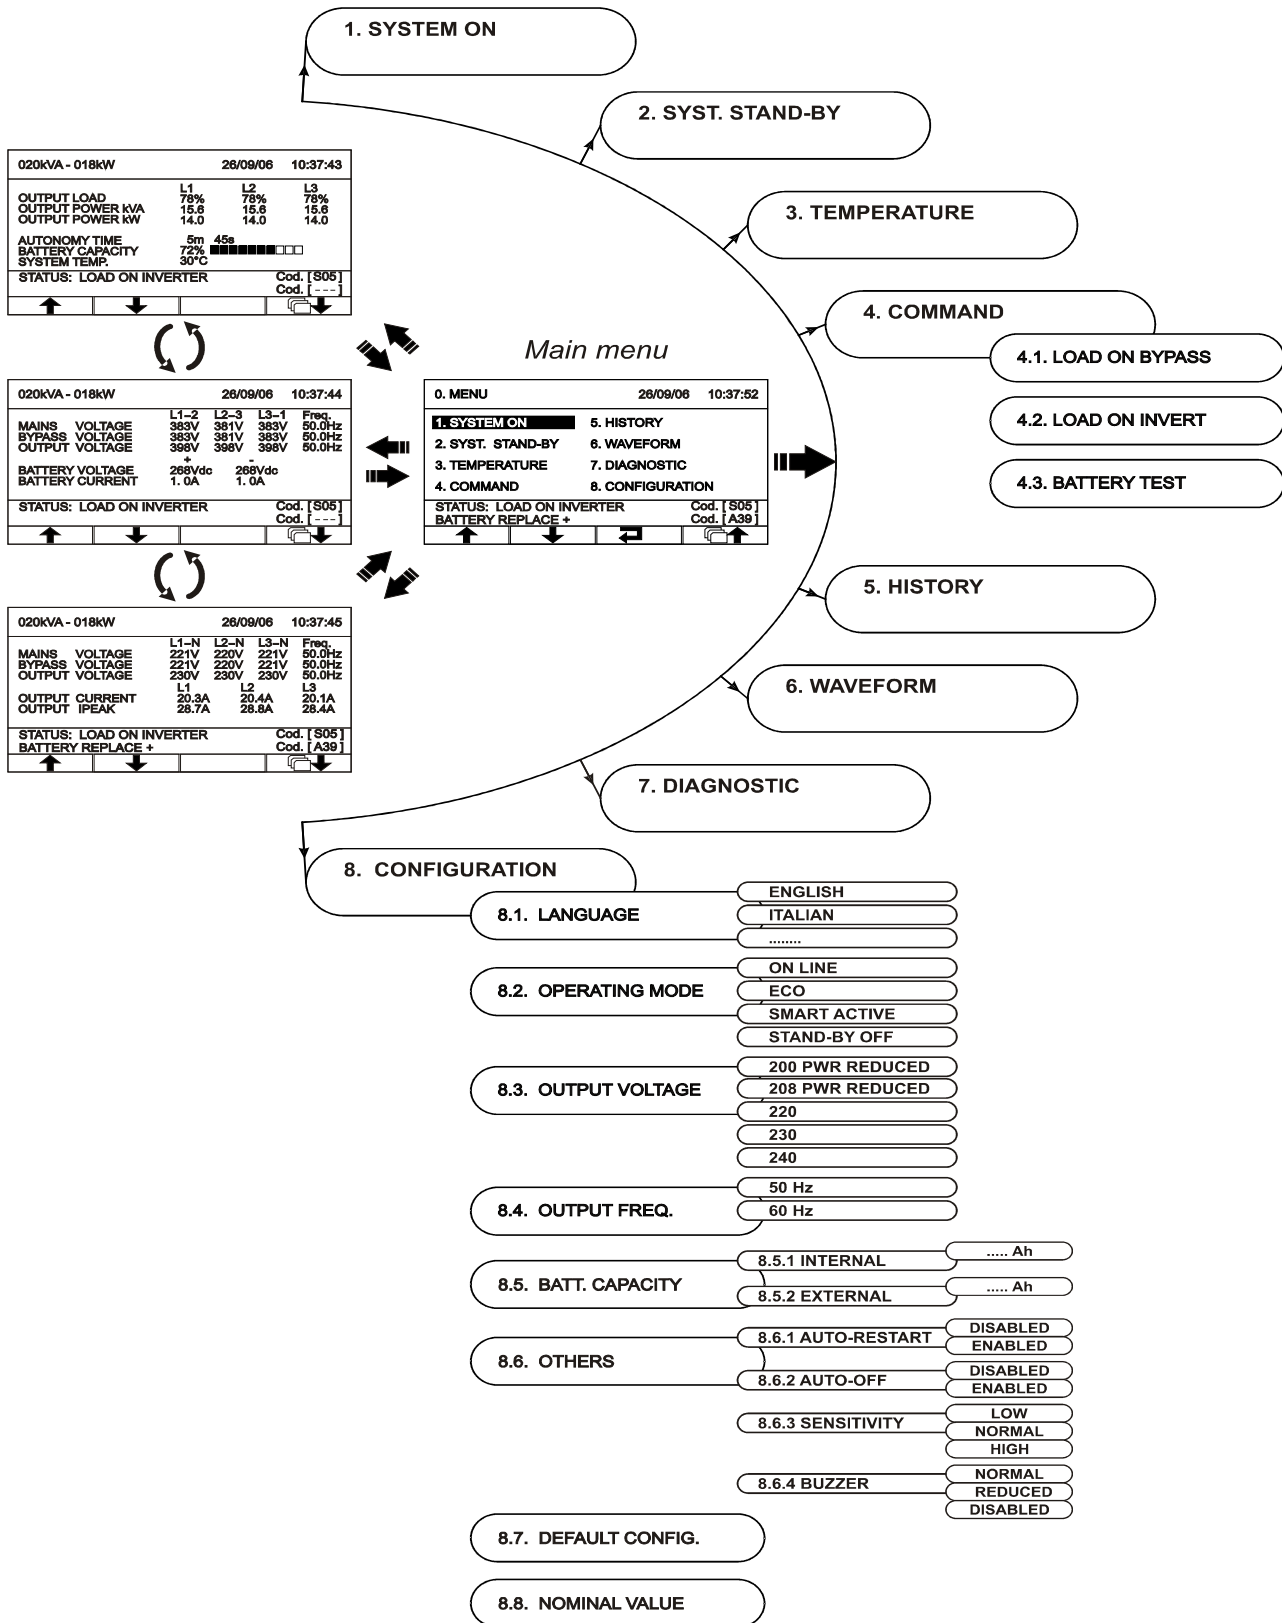 1. SYSTEM ON
2. SYST. STAND-BY
3. TEMPERATURE
4. COMMAND
4.1. LOAD ON BYPASS
4.2. LOAD ON INVERT
4.3. BATTERY TEST
5. HISTORY
6. WAVEFORM
7. DIAGNOSTIC
020kVA - 018kW 26/09/06 10:37:43
L1 L2 L3
OUTPUT LOAD 78% 78% 78%
OUTPUT POWER kVA 15.6 15.6 15.6
OUTPUT POWER kW 14.0 14.0 14.0
AUTONOMY TIME 5m 45s
BATTERY CAPACITY 72%
SYSTEM TEMP. 30°C
STATUS: LOAD ON INVERTER Cod. [S05]
Cod. [---]
020kVA - 018kW 26/09/06 10:37:44
L1-2 L2-3 L3-1 Freq.
MAINS VOLTAGE 383V 381V 383V 50.0Hz
BYPASS VOLTAGE 383V 381V 383V 50.0Hz
OUTPUT VOLTAGE 398V 398V 398V 50.0Hz
+ -
BATTERY VOLTAGE 268Vdc 268Vdc
BATTERY CURRENT 1. 0A 1. 0A
STATUS: LOAD ON INVERTER Cod. [S05]
Cod. [---]
020kVA - 018kW 26/09/06 10:37:45
L1-N L2-N L3-N Freq.
MAINS VOLTAGE 221V 220V 221V 50.0Hz
BYPASS VOLTAGE 221V 220V 221V 50.0Hz
OUTPUT VOLTAGE 230V 230V 230V 50.0Hz
L1 L2 L3
OUTPUT CURRENT 20.3A 20.4A 20.1A
OUTPUT IPEAK 28.7A 28.8A 28.4A
STATUS: LOAD ON INVERTER Cod. [S05]
BATTERY REPLACE + Cod. [A39]
Main menu
0. MENU 26/09/06 10:37:52
1. SYSTEM ON 5. HISTORY
2. SYST. STAND-BY 6. WAVEFORM
3. TEMPERATURE 7. DIAGNOSTIC
4. COMMAND 8. CONFIGURATION
STATUS: LOAD ON INVERTER Cod. [S05]
BATTERY REPLACE + Cod. [A39]
8. CONFIGURATION
8.1. LANGUAGE
ENGLISH
ITALIAN
........
8.2. OPERATING MODE
ON LINE
ECO
SMART ACTIVE
STAND-BY OFF
8.3. OUTPUT VOLTAGE
200 PWR REDUCED
208 PWR REDUCED
220
230
240
8.4. OUTPUT FREQ.
50 Hz
60 Hz
8.5. BATT. CAPACITY
8.5.1 INTERNAL
..... Ah
8.5.2 EXTERNAL
..... Ah
8.6. OTHERS
8.6.1 AUTO-RESTART
DISABLED
ENABLED
8.6.2 AUTO-OFF
DISABLED
ENABLED
8.6.3 SENSITIVITY
LOW
NORMAL
HIGH
8.6.4 BUZZER
NORMAL
REDUCED
DISABLED
8.7. DEFAULT CONFIG.
8.8. NOMINAL VALUE